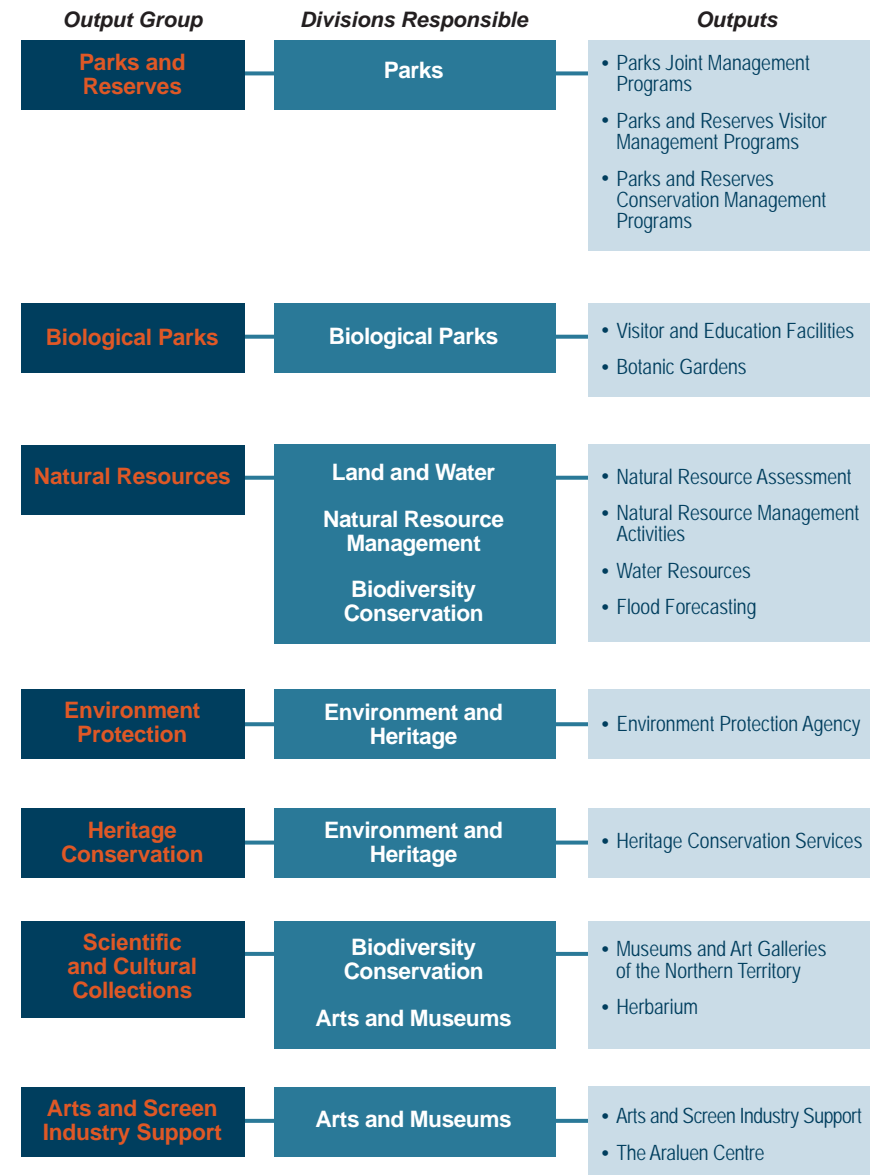 Output Group
Divisions Responsible
Outputs
Parks and
Reserves
Parks
• Parks Joint Management
Programs
• Parks and Reserves Visitor
Management Programs
• Parks and Reserves
Conservation Management
Programs
Biological Parks
Biological Parks
• Visitor and Education Facilities
• Botanic Gardens
Natural Resources
Land and Water
Natural Resource
Management
Biodiversity
Conservation
• Natural Resource Assessment
• Natural Resource Management
Activities
• Water Resources
• Flood Forecasting
Environment
Protection
Environment and
Heritage
• Environment Protection Agency
Heritage
Conservation
Environment and
Heritage
• Heritage Conservation Services
Scientific
and Cultural
Collections
Biodiversity
Conservation
Arts and Museums
• Museums and Art Galleries
of the Northern Territory
• Herbarium
Arts and Screen
Industry Support
Arts and Museums
• Arts and Screen Industry Support
• The Araluen Centre